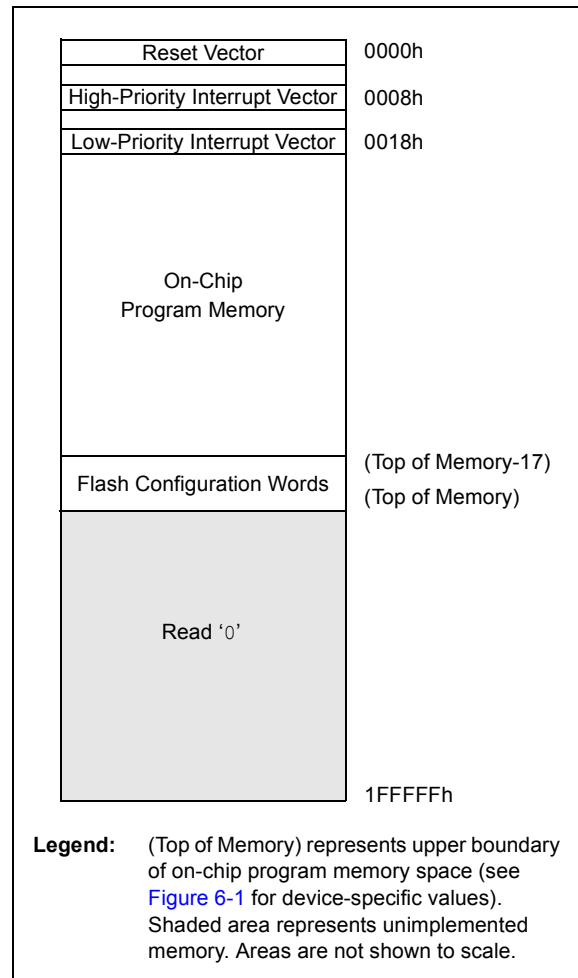 Reset Vector 0000h
High-Priority Interrupt Vector 0008h
Low-Priority Interrupt Vector 0018h
On-Chip
Program Memory
(Top of Memory-17)
Flash Configuration Words
(Top of Memory)
Read ‘0’
1FFFFFh
Legend: (Top of Memory) represents upper boundary
of on-chip program memory space (see
Figure 6-1 for device-specific values).
Shaded area represents unimplemented
memory. Areas are not shown to scale.